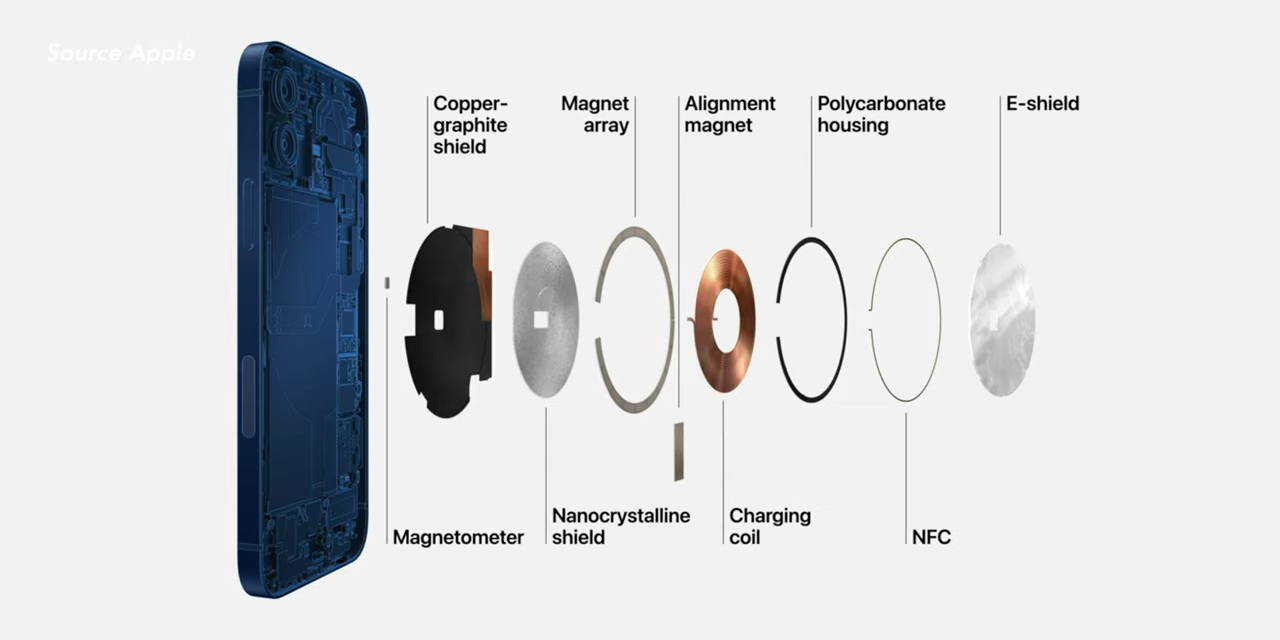 Source Apple
Copper-
graphite
shield
Magnet
array
Alignment
magnet
Polycarbonate
housing
E-shield
Magnetometer
Nanocrystalline
shield
Charging
coil
NFC